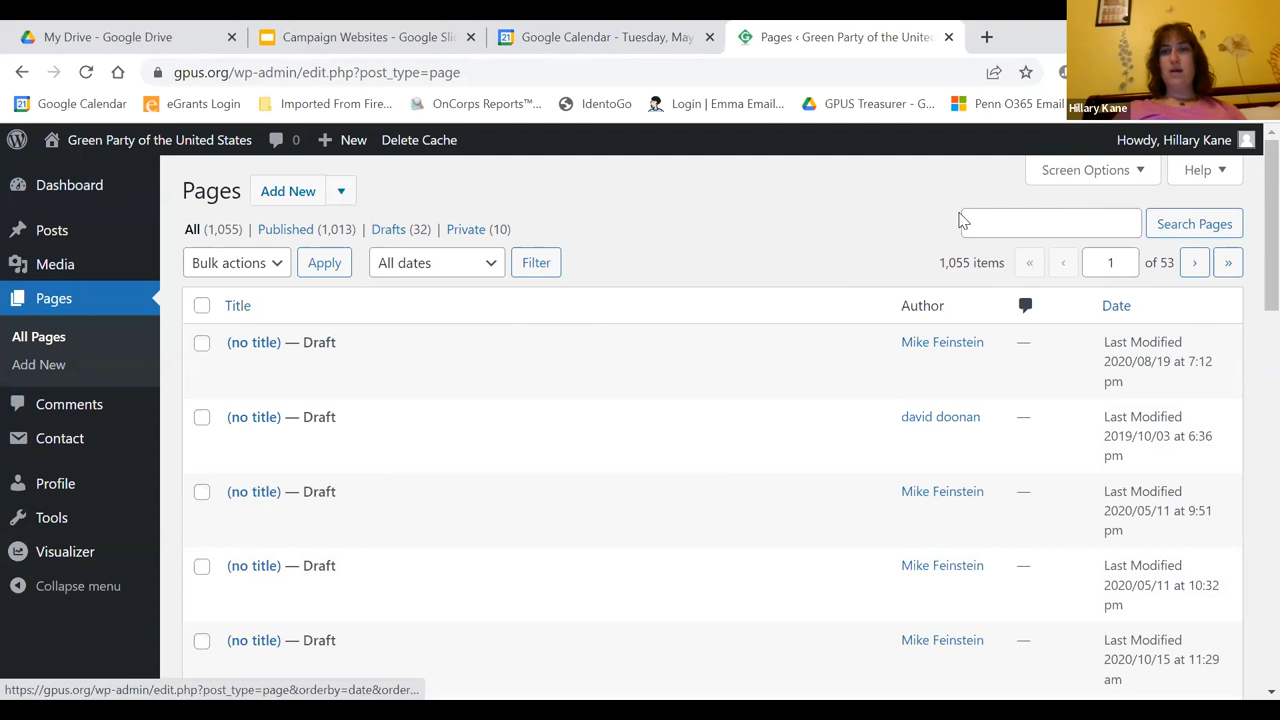 My Drive - Google Drive
Campaign Websites - Google Slid
Google Calendar - Tuesday, May
Pages ‹ Green Party of the United
gpus.org/wp-admin/edit.php?post_type=page
Google Calendar
eGrants Login
Imported From Fire...
OnCorps Reports™...
IdentoGo
Login | Emma Email...
GPUS Treasurer - G...
Penn O365 Email
Hillary Kane
Green Party of the United States
0
New
Delete Cache
Howdy, Hillary Kane
Dashboard
Posts
Media
Pages
All Pages
Add New
Comments
Contact
Profile
Tools
Visualizer
Collapse menu
Screen Options
Help
Pages
Add New
All (1,055) | Published (1,013) | Drafts (32) | Private (10)
Search Pages
Bulk actions
Apply
All dates
Filter
1,055 items
«
‹
1
of 53
›
»
Title
Author
Date
(no title) — Draft
Mike Feinstein
—
Last Modified
2020/08/19 at 7:12
pm
(no title) — Draft
david doonan
—
Last Modified
2019/10/03 at 6:36
pm
(no title) — Draft
Mike Feinstein
—
Last Modified
2020/05/11 at 9:51
pm
(no title) — Draft
Mike Feinstein
—
Last Modified
2020/05/11 at 10:32
pm
(no title) — Draft
Mike Feinstein
—
Last Modified
2020/10/15 at 11:29
am
https://gpus.org/wp-admin/edit.php?post_type=page&orderby=date&order...